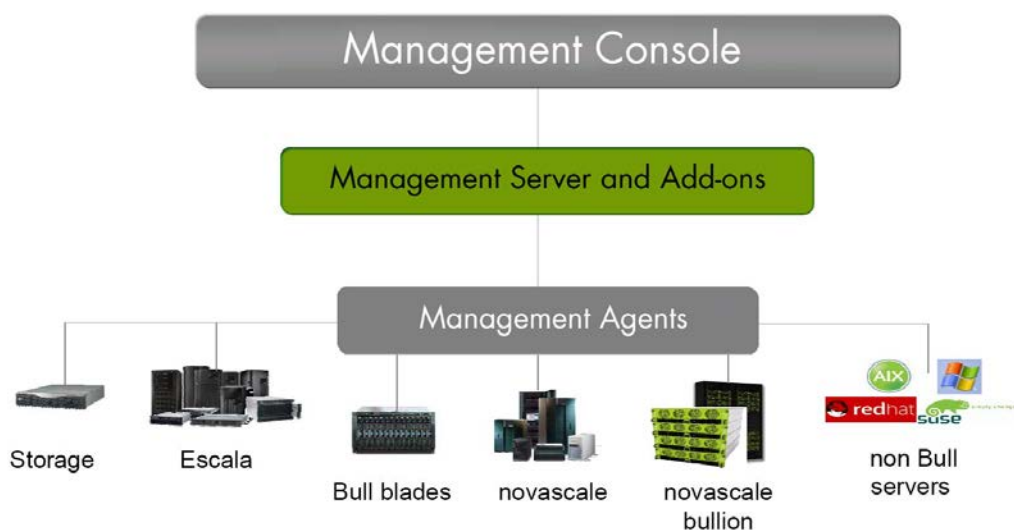 Management Console
Management Server and Add-ons
Management Agents
AIX
redhat
SUSE
Storage
Escala
Bull blades
novascale
novascale
bullion
non Bull
servers